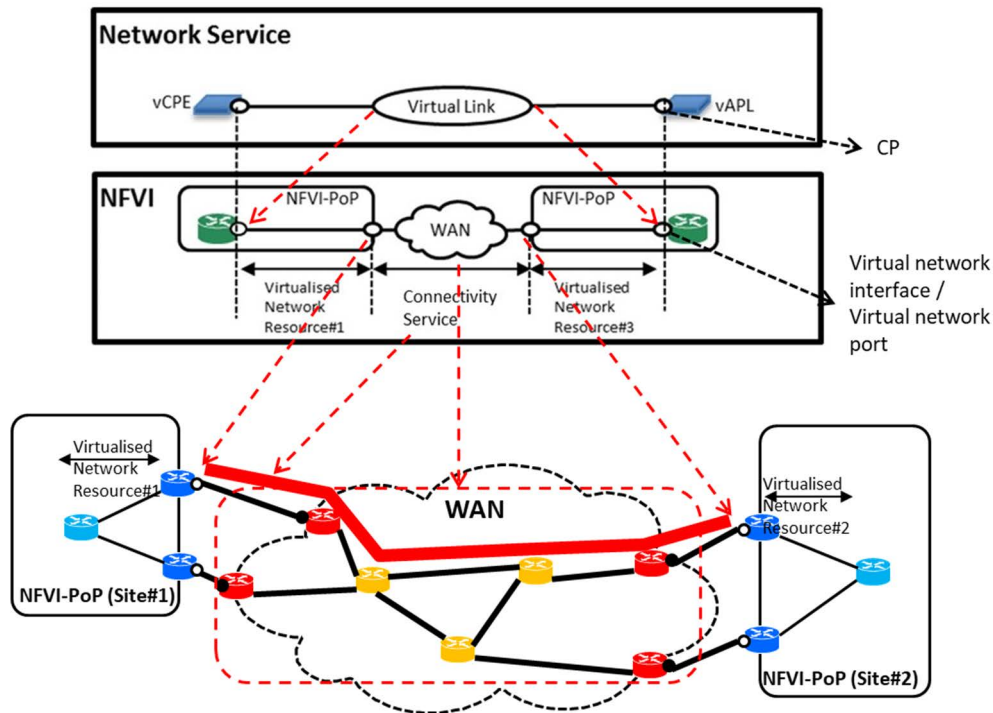 Network Service
vCPE
Virtual Link
vAPL
CP
NFVI
NFVI-PoP
NFVI-PoP
WAN
Virtualised
Network
Resource#1
Connectivity
Service
Virtualised
Network
Resource#3
Virtual network
interface /
Virtual network
port
Virtualised
Network
Resource#1
WAN
Virtualised
Network
Resource#2
NFVI-PoP (Site#1)
NFVI-PoP (Site#2)